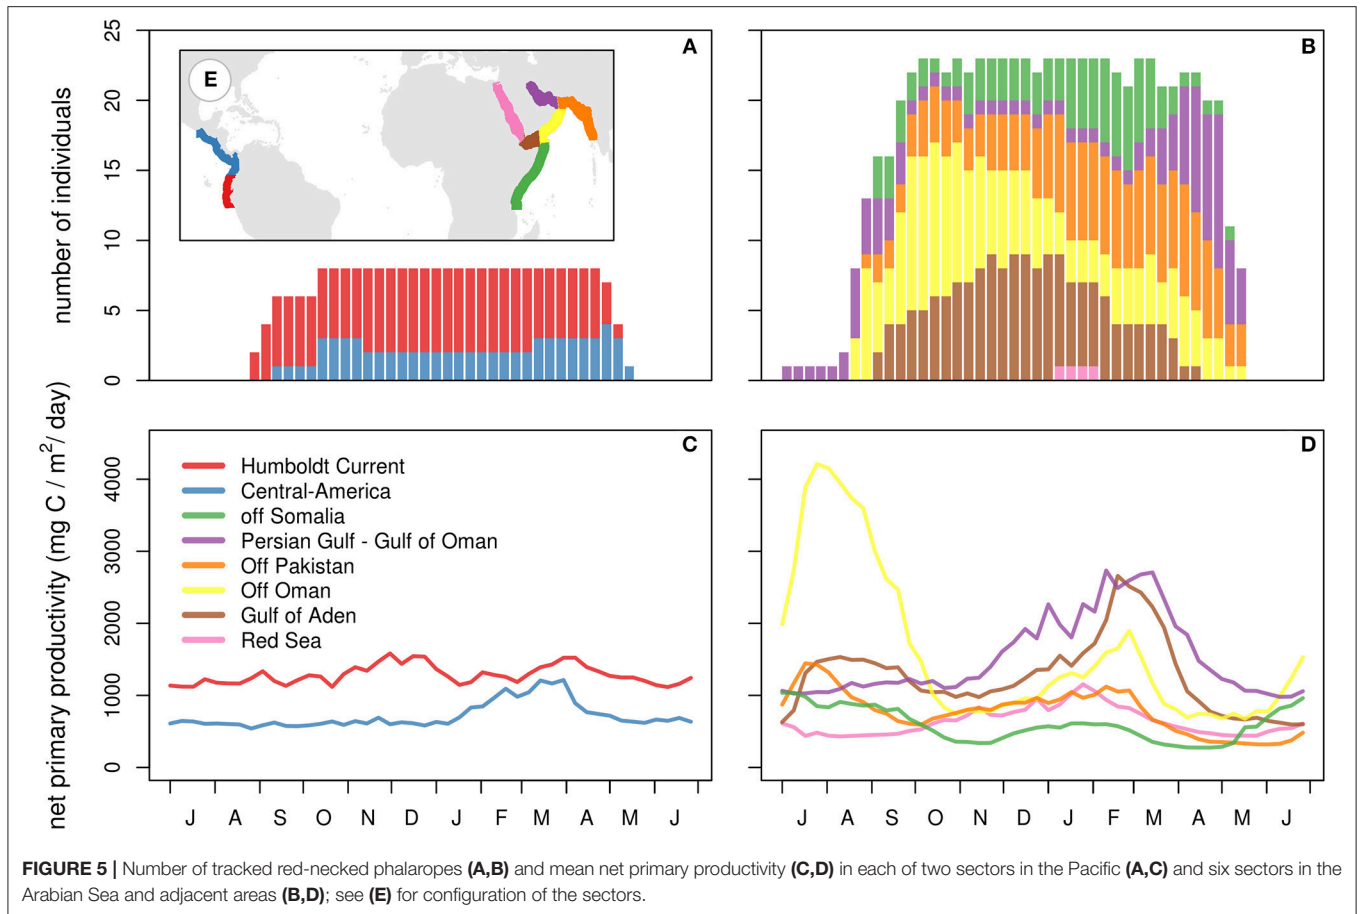 number of individuals
25
20
15
10
5
0
A
E
B
net primary productivity (mg C / m2/ day)
4000
3000
2000
1000
0
C
Humboldt Current
Central-America
off Somalia
Persian Gulf - Gulf of Oman
Off Pakistan
Off Oman
Gulf of Aden
Red Sea
D
J A S O N D J F M A M J
J A S O N D J F M A M J
FIGURE 5 | Number of tracked red-necked phalaropes (A,B) and mean net primary productivity (C,D) in each of two sectors in the Pacific (A,C) and six sectors in the
Arabian Sea and adjacent areas (B,D); see (E) for configuration of the sectors.